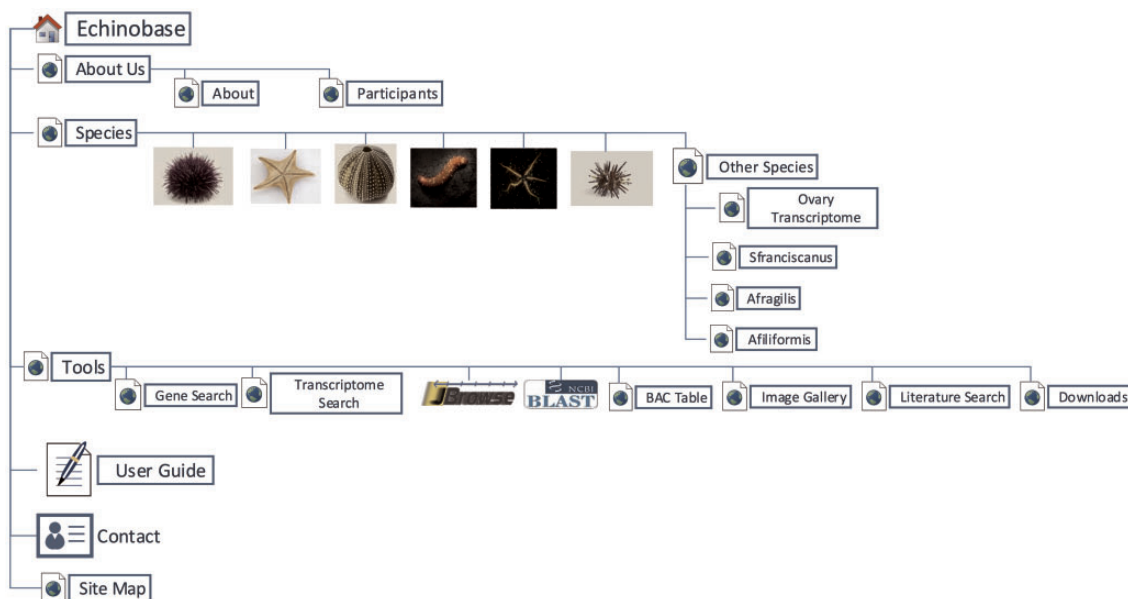 Echinobase
About Us
About
Participants
Species
Other Species
Ovary
Transcriptome
Sfranciscanus
Afragilis
Afiliformis
Tools
Gene Search
Transcriptome
Search
JBrowse
NCBI
BLAST
BAC Table
Image Gallery
Literature Search
Downloads
User Guide
Contact
Site Map